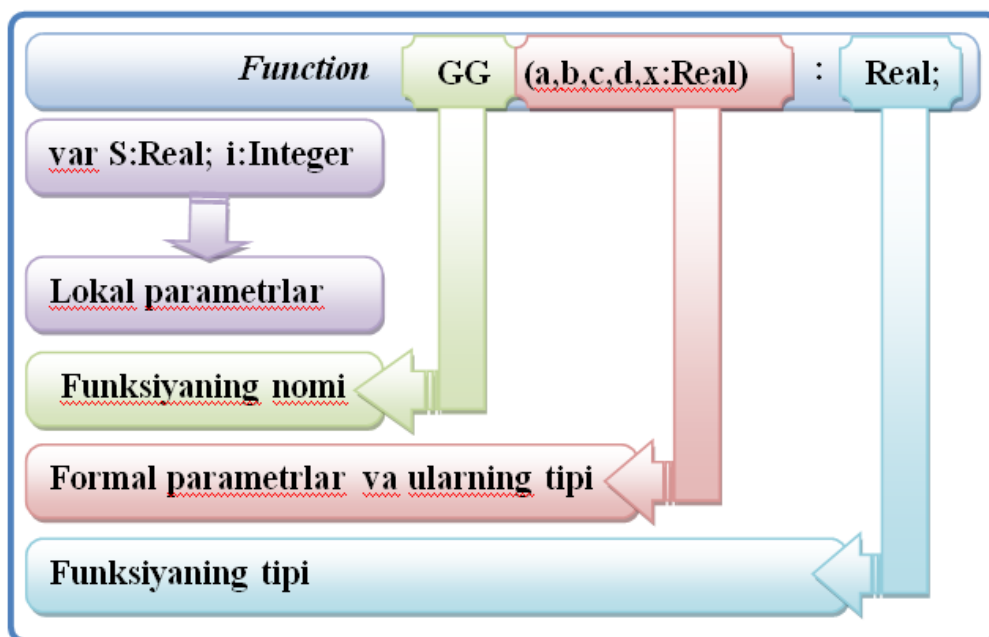 Function GG (a,b,c,d,x:Real) : Real;
var S:Real; i:Integer
Lokal parametrlar
Funksiyaning nomi
Formal parametrlar va ularning tipi
Funksiyaning tipi